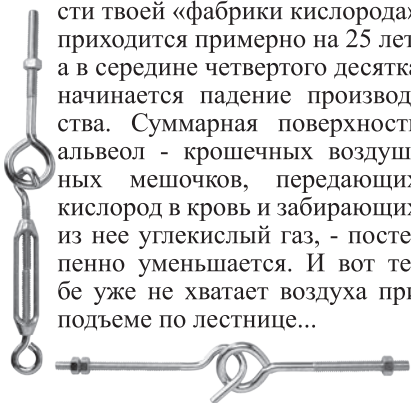 сти твоей «фабрики кислорода»
приходится примерно на 25 лет,
а в середине четвертого десятка
начинается падение производ-
ства. Суммарная поверхность
альвеол - крошечных воздуш-
ных мешочков, передающих
кислород в кровь и забирающих
из нее углекислый газ, - посте-
пенно уменьшается. И вот те-
бе уже не хватает воздуха при
подъеме по лестнице...